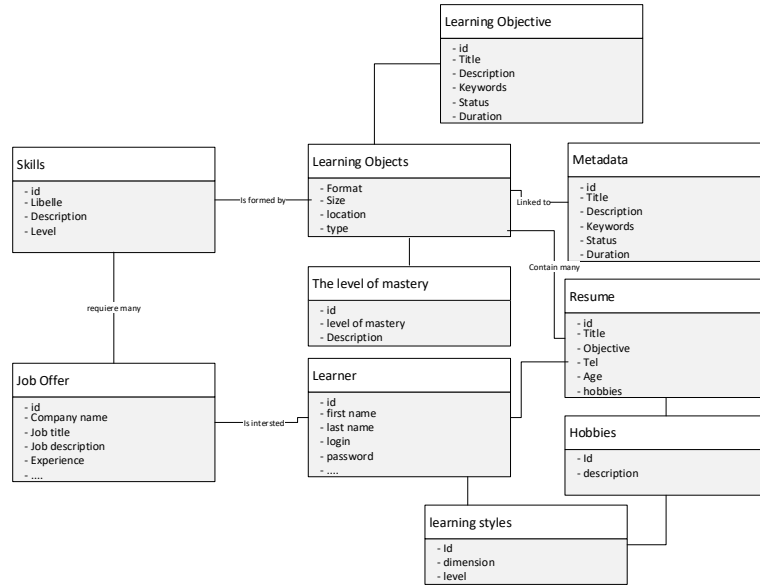 Learning Objective
- id
- Title
- Description
- Keywords
- Status
- Duration
Skills
- id
- Libelle
- Description
- Level
Is formed by
Learning Objects
- Format
- Size
- location
- type
Linked to
Metadata
- id
- Title
- Description
- Keywords
- Status
- Duration
Contain many
The level of mastery
- id
- level of mastery
- Description
Resume
- id
- Title
- Objective
- Tel
- Age
- hobbies
requiere many
Job Offer
- id
- Company name
- Job title
- Job description
- Experience
- ....
Is intersted
Learner
- id
- first name
- last name
- login
- password
- ....
Hobbies
- Id
- description
learning styles
- Id
- dimension
- level